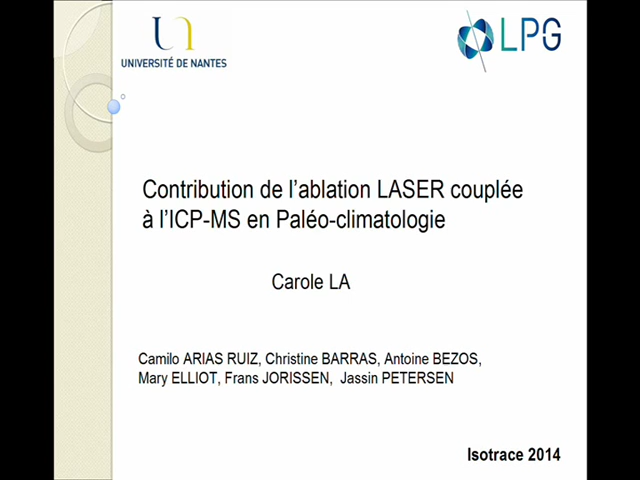 UN
UNIVERSITÉ DE NANTES
LPG
Contribution de l'ablation LASER couplée
à l'ICP-MS en Paléo-climatologie
Carole LA
Camilo ARIAS RUIZ, Christine BARRAS, Antoine BEZOS,
Mary ELLIOT, Frans JORISSEN, Jassin PETERSEN
Isotrace 2014